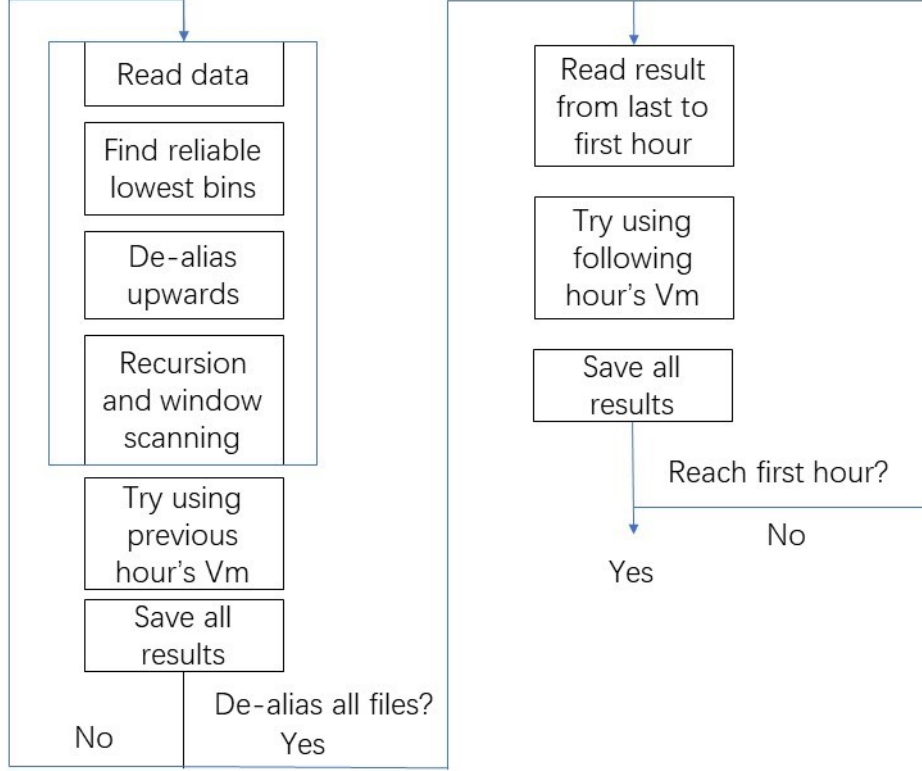 Read data
Find reliable
lowest bins
De-alias
upwards
Recursion
and window
scanning
Try using
previous
hour's Vm
Save all
results
De-alias all files?
No
Yes
Read result
from last to
first hour
Try using
following
hour's Vm
Save all
results
Reach first hour?
No
Yes